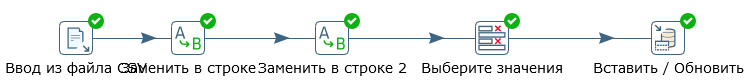 A
B
A
B
Ввод из файла CSV
Заменить в строке
Заменить в строке 2
Выберите значения
Вставить / Обновить